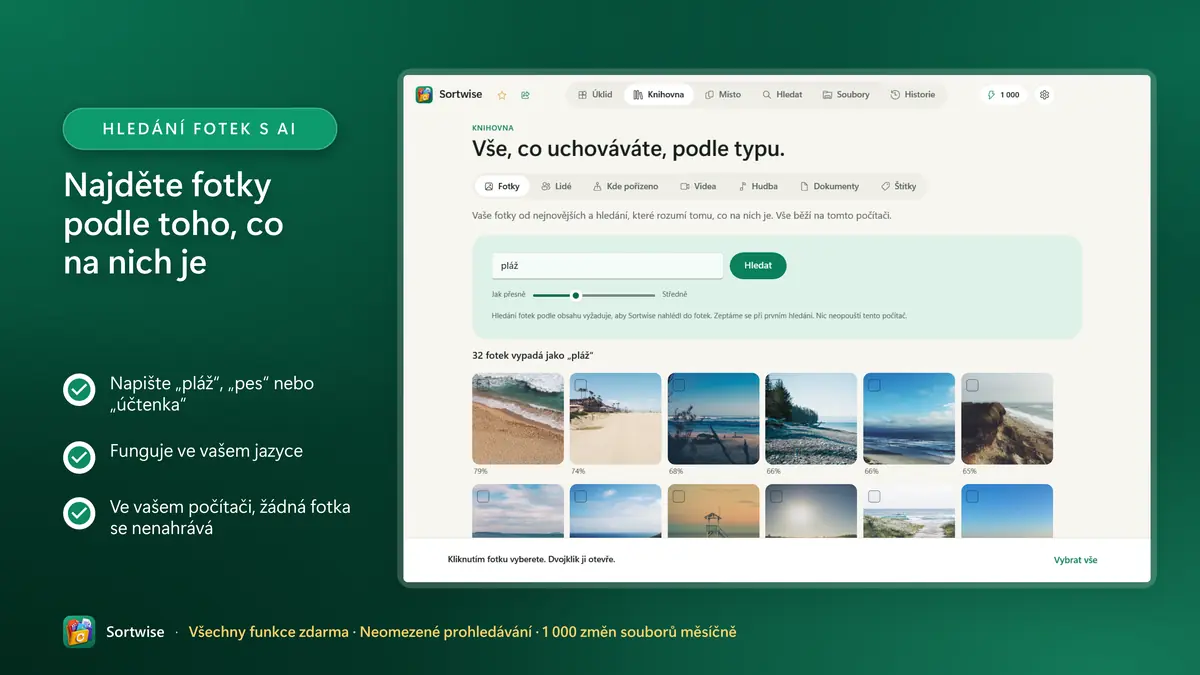 HLEDÁNÍ FOTEK S AI
Najděte fotky
podle toho, co
na nich je
Napište „pláž“, „pes“ nebo
„účtenka“
Funguje ve vašem jazyce
Ve vašem počítači, žádná fotka
se nenahrává
Sortwise
Úklid
Knihovna
Místo
Hledat
Soubory
Historie
1 000
KNIHOVNA
Vše, co uchováváte, podle typu.
Fotky
Lidé
Kde pořízeno
Videa
Hudba
Dokumenty
Štítky
Vaše fotky od nejnovějších a hledání, které rozumí tomu, co na nich je. Vše běží na tomto počítači.
pláž
Hledat
Jak přesně
Středně
Hledání fotek podle obsahu vyžaduje, aby Sortwise nahlédl do fotek. Zeptáme se při prvním hledání. Nic neopouští tento počítač.
32 fotek vypadá jako „pláž“
79%
74%
68%
66%
66%
65%
Kliknutím fotku vyberete. Dvojklik ji otevře.
Vybrat vše
Sortwise · Všechny funkce zdarma · Neomezené prohledávání · 1 000 změn souborů měsíčně